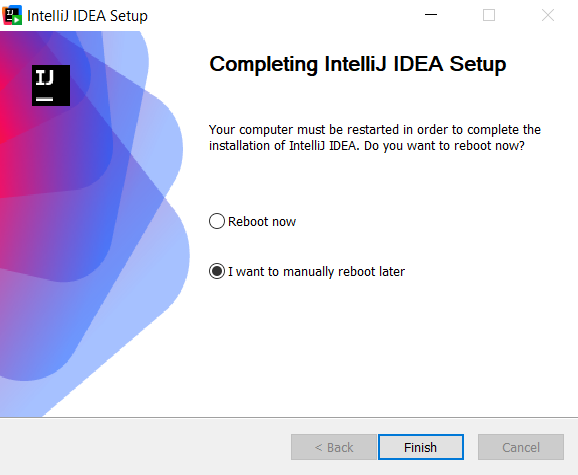 IntelliJ IDEA Setup
IJ
Completing IntelliJ IDEA Setup
Your computer must be restarted in order to complete the
installation of IntelliJ IDEA. Do you want to reboot now?
Reboot now
I want to manually reboot later
< Back
Finish
Cancel